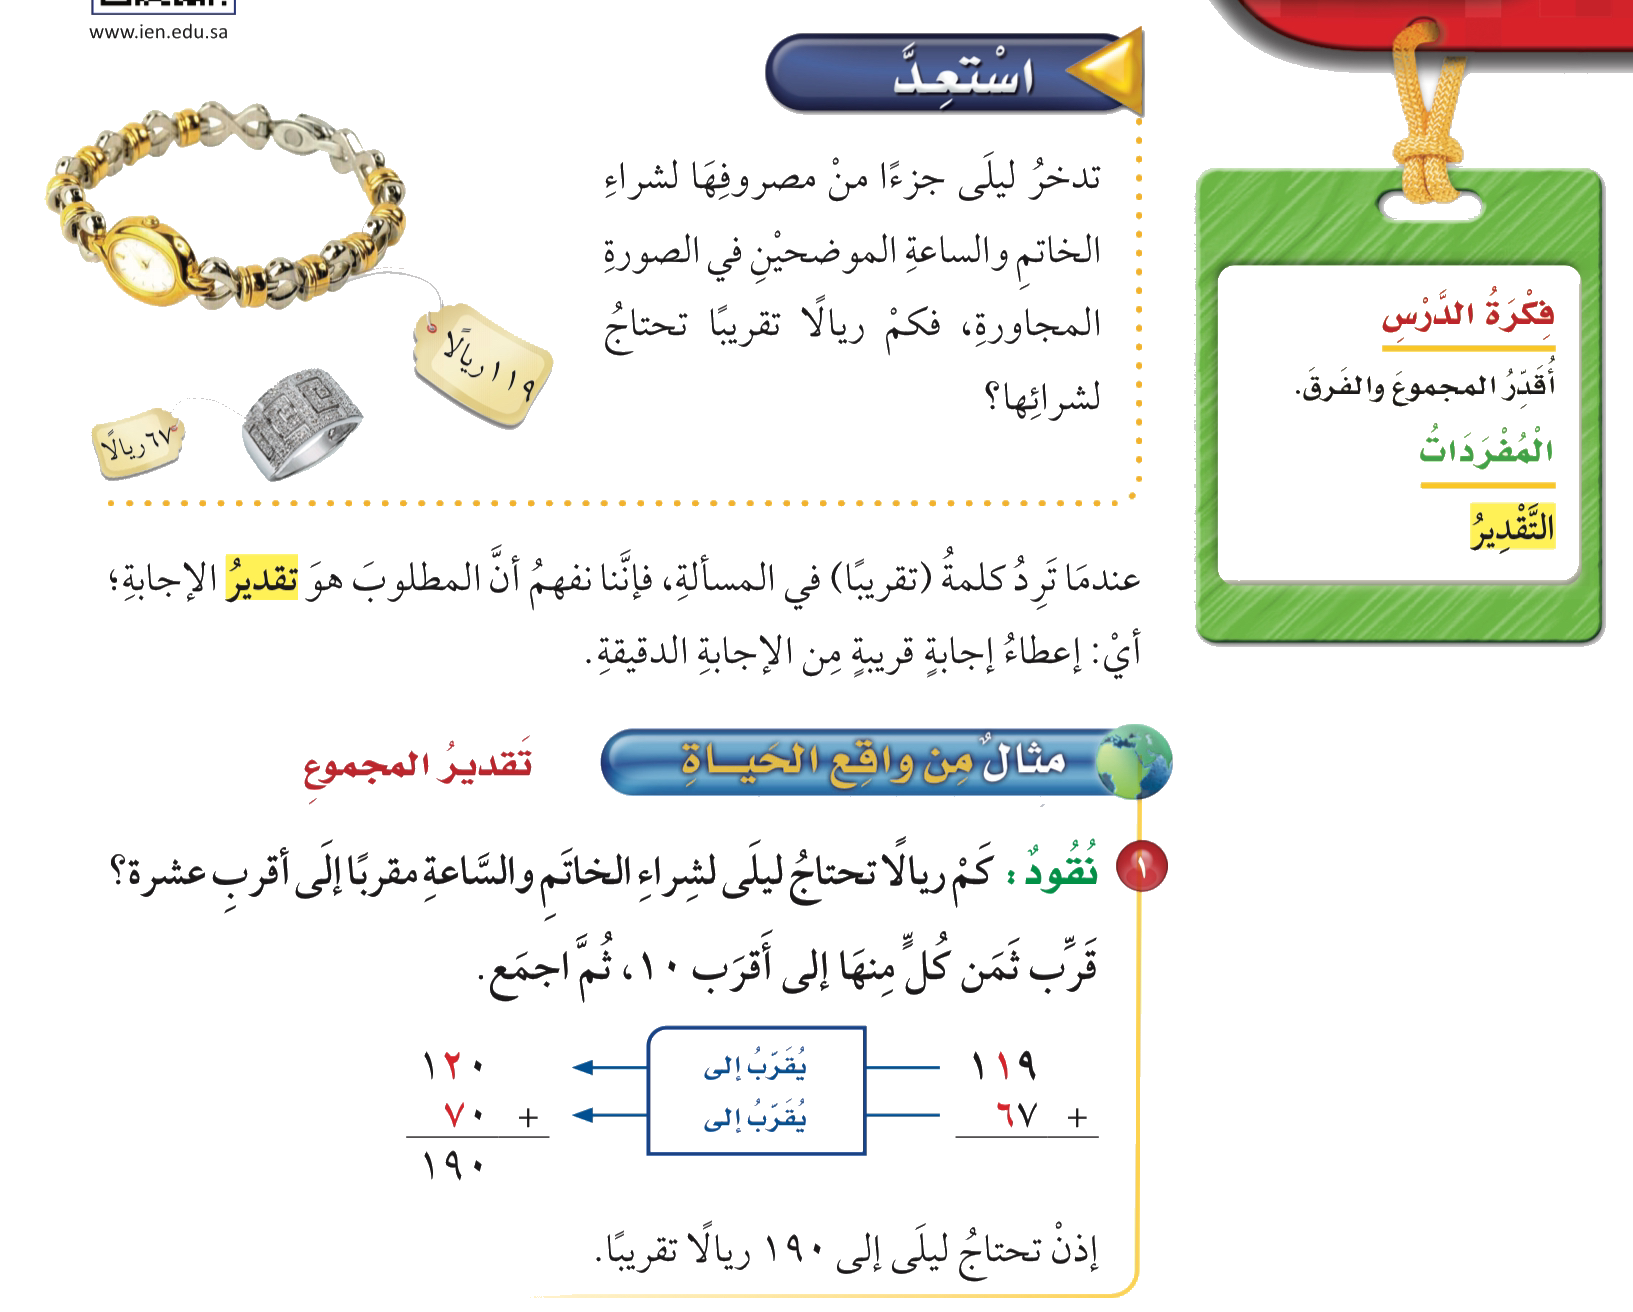 www.ien.edu.sa
اسْتعِدَّ
تدخرُ ليلَى جزءًا منْ مصروفِهَا لشراءِ
الخاتمِ والساعةِ الموضحيْنِ في الصورةِ
المجاورةِ، فكمْ ريالًا تقريبًا تحتاجُ
لشرائِها؟
١١٩ ريالًا
٦٧ ريالًا
فِكْرَةُ الدَّرْسِ
أُقَدِّرُ المجموعَ والفَرقَ.
الْمُفْرَدَاتُ
التَّقْدِيرُ
عندمَا تَرِدُ كلمةُ (تقريبًا) في المسألةِ، فإنَّنا نفهمُ أنَّ المطلوبَ هوَ تقديرُ الإجابةِ؛
أيْ: إعطاءُ إجابةٍ قريبةٍ مِن الإجابةِ الدقيقةِ.
مثالٌ مِن واقِع الحَيـاةِ
تَقديرُ المجموعِ
١ نُقُودٌ: كَمْ ريالًا تحتاجُ ليلَى لشِراءِ الخاتَمِ والسَّاعةِ مقربًا إلَى أقربِ عشرة؟
قَرِّب ثَمَن كُلٍّ مِنهَا إلى أَقرَب ١٠، ثُمَّ اجمَع.
١١٩ يُقَرّبُ إلى ١٢٠
+ ٦٧ يُقَرّبُ إلى + ٧٠
١٩٠
إذنْ تحتاجُ ليلَى إلى ١٩٠ ريالًا تقريبًا.